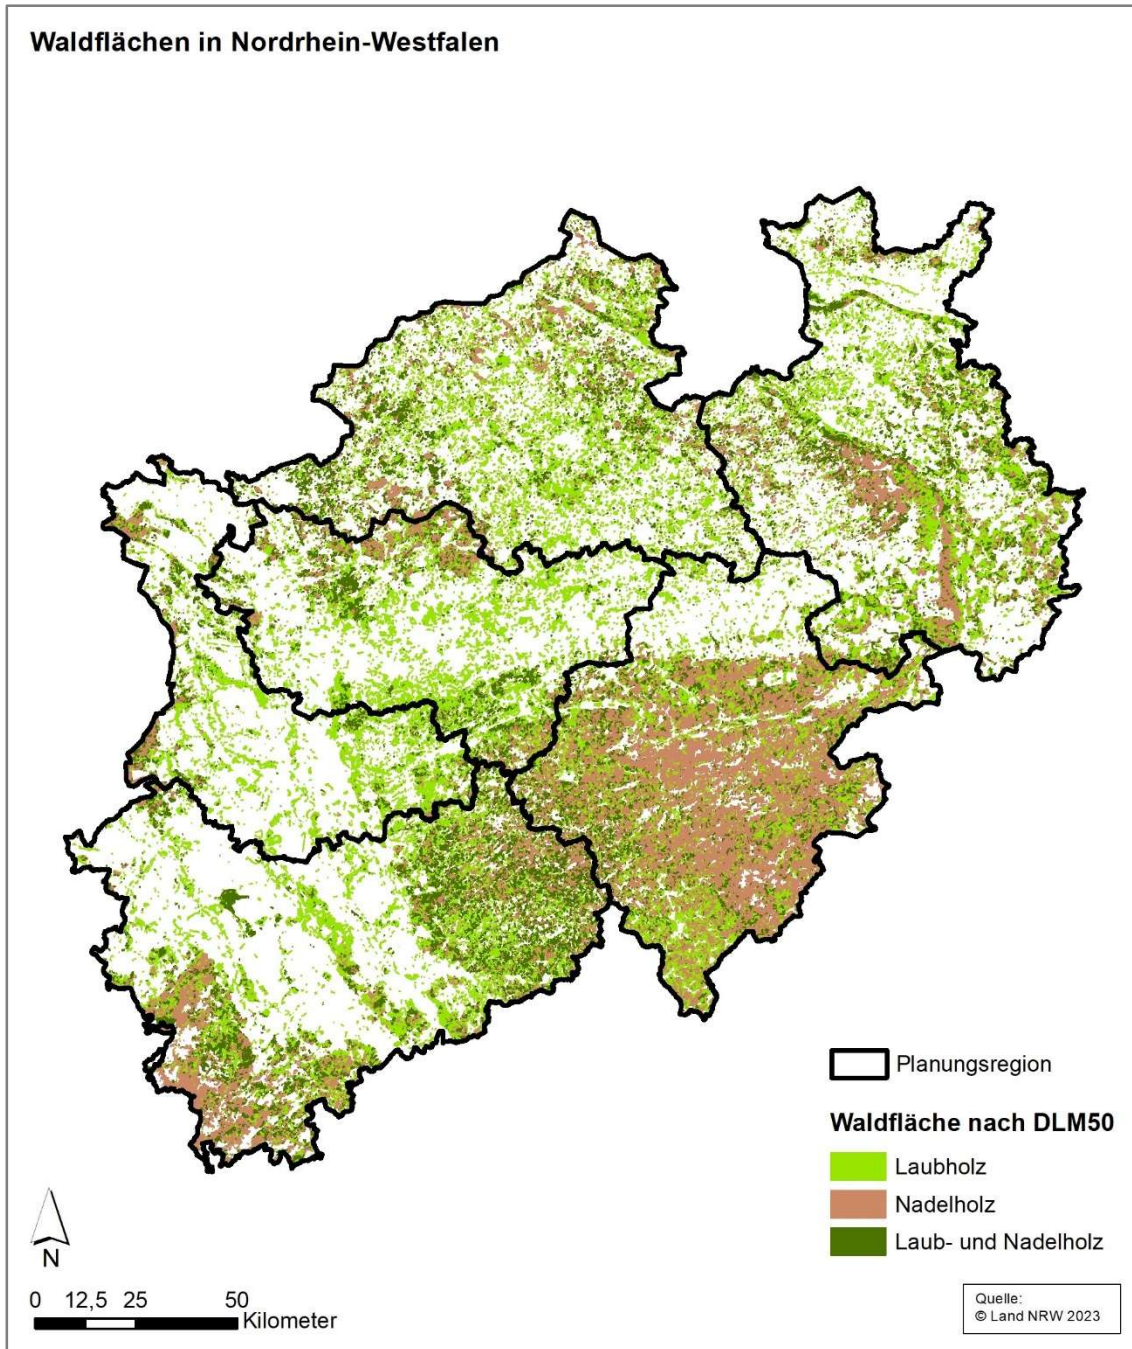 Waldflächen in Nordrhein-Westfalen
Planungsregion
Waldfläche nach DLM50
Laubholz
Nadelholz
Laub- und Nadelholz
N
0 12,5 25 50
Kilometer
Quelle:
© Land NRW 2023